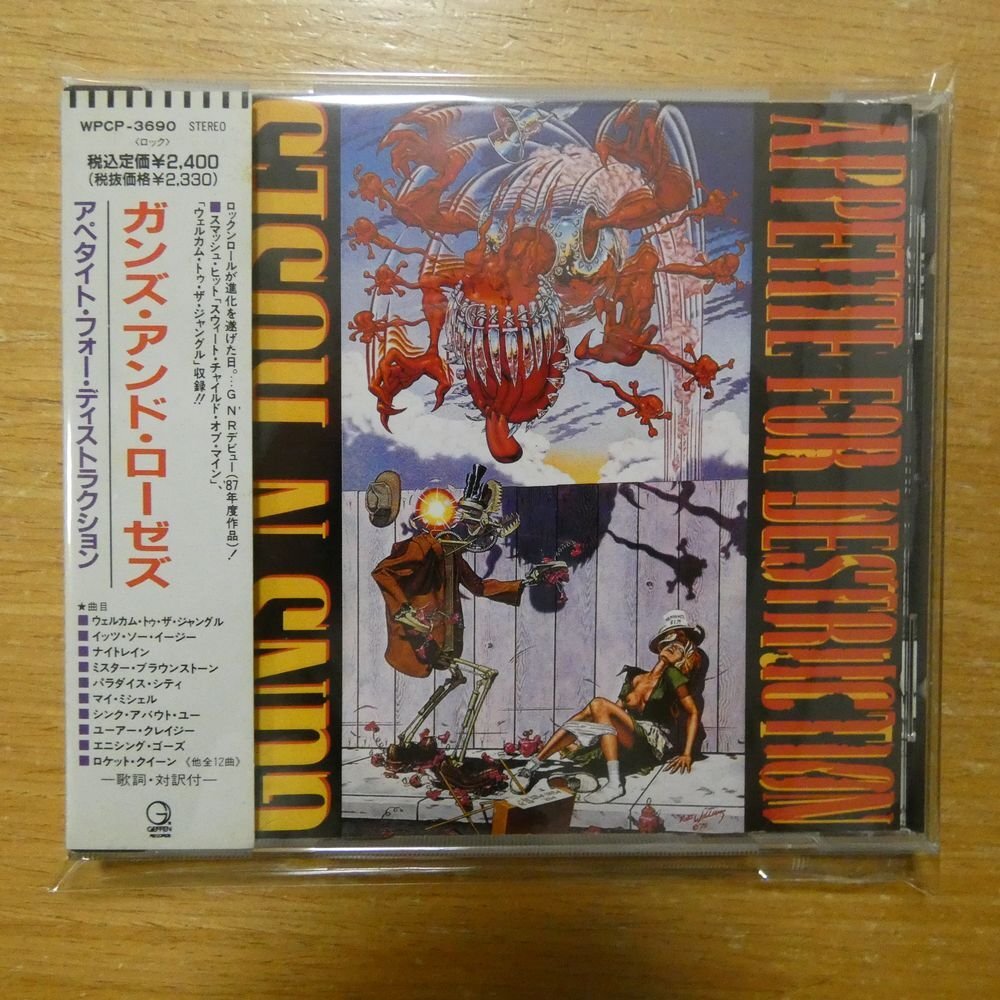 WPCP-3690 STEREO
〈ロック〉
税込定価¥2,400
(税抜価格¥2,330)
ロックンロールが進化を遂げた日。…G N'Rデビュー('87年度作品)!
■スマッシュ・ヒット「スウィート・チャイルド・オブ・マイン」、
「ウェルカム・トゥ・ザ・ジャングル」収録!!
ガンズ・アンド・ローゼズ
アペタイト・フォー・ディストラクション
★曲目
■ウェルカム・トゥ・ザ・ジャングル
■イッツ・ソー・イージー
■ナイトレイン
■ミスター・ブラウンストーン
■パラダイス・シティ
■マイ・ミシェル
■シンク・アバウト・ユー
■ユーアー・クレイジー
■エニシング・ゴーズ
■ロケット・クイーン《他全12曲》
—歌詞・対訳付—
G
GEFFEN
RECORDS
GUNS N' ROSES
APPETITE FOR DESTRUCTION